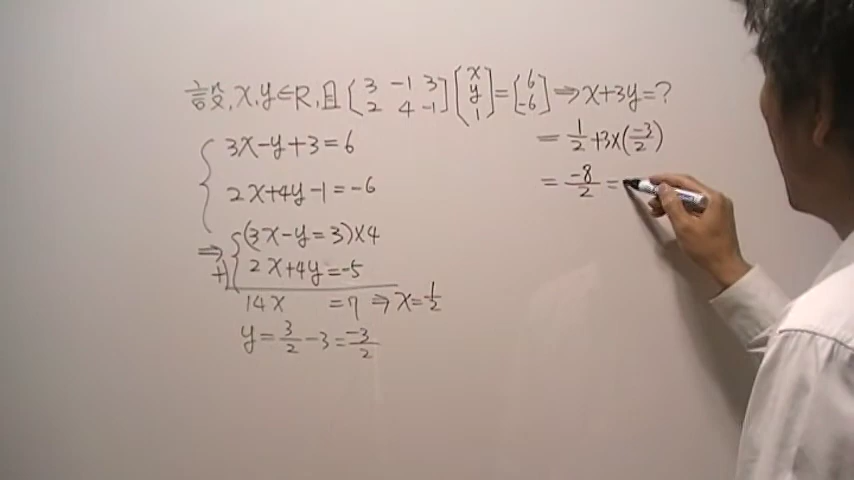 設, x, y∈R, 且 [3 -1 3; 2 4 -1] [x; y; 1] = [6; -6] ⇒ x+3y=?
= 1/2 + 3×(-3/2)
= -8/2 =
3x-y+3=6
2x+4y-1=-6
⇒ (3x-y=3)×4
+) 2x+4y=-5
14x =7 ⇒ x=1/2
y=3/2-3=-3/2